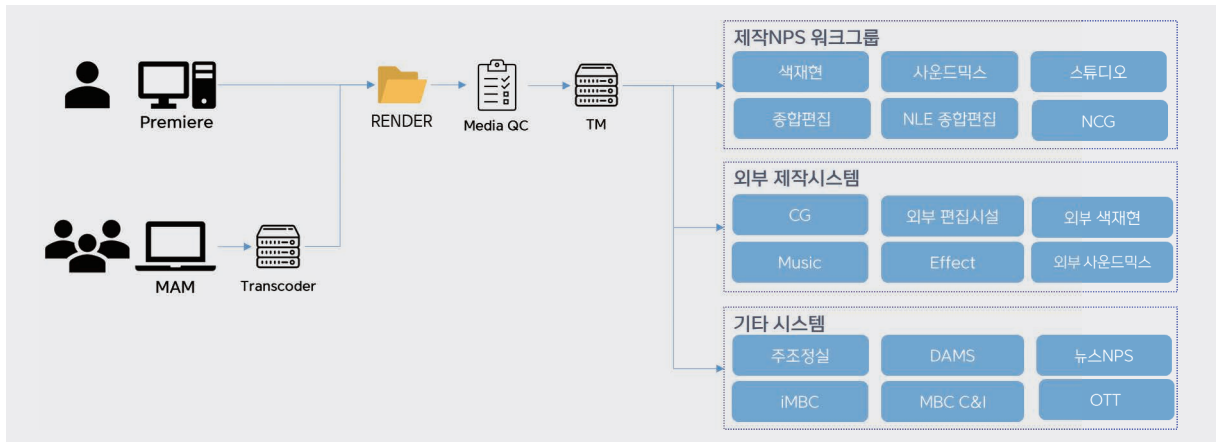 제작NPS 워크그룹
색재현
사운드믹스
스튜디오
종합편집
NLE 종합편집
NCG
Premiere
RENDER
Media QC
TM
외부 제작시스템
CG
외부 편집시설
외부 색재현
Music
Effect
외부 사운드믹스
MAM
Transcoder
기타 시스템
주조정실
DAMS
뉴스NPS
iMBC
MBC C&I
OTT